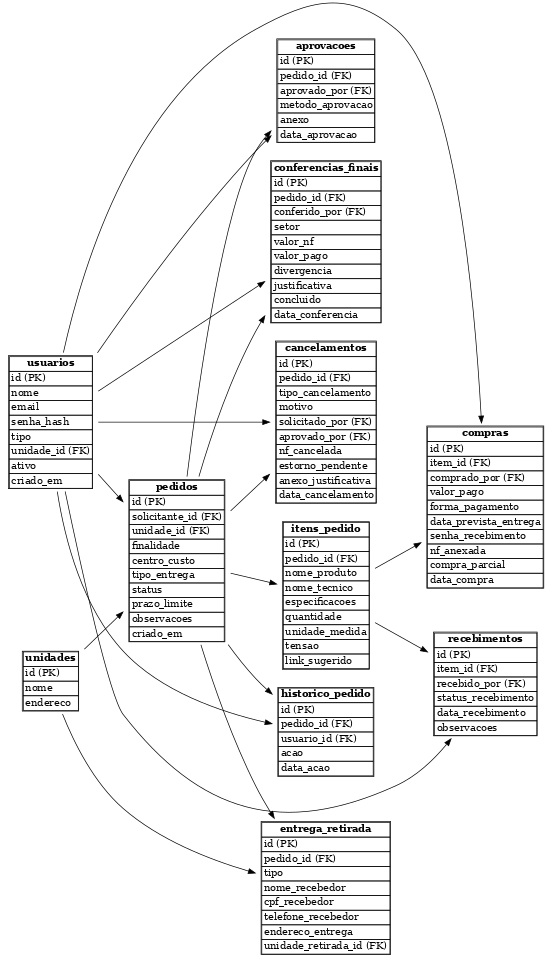 aprovacoes
id (PK)
pedido_id (FK)
aprovado_por (FK)
metodo_aprovacao
anexo
data_aprovacao
conferencias_finais
id (PK)
pedido_id (FK)
conferido_por (FK)
setor
valor_nf
valor_pago
divergencia
justificativa
concluido
data_conferencia
usuarios
id (PK)
nome
email
senha_hash
tipo
unidade_id (FK)
ativo
criado_em
cancelamentos
id (PK)
pedido_id (FK)
tipo_cancelamento
motivo
solicitado_por (FK)
aprovado_por (FK)
nf_cancelada
estorno_pendente
anexo_justificativa
data_cancelamento
compras
id (PK)
item_id (FK)
comprado_por (FK)
valor_pago
forma_pagamento
data_prevista_entrega
senha_recebimento
nf_anexada
compra_parcial
data_compra
pedidos
id (PK)
solicitante_id (FK)
unidade_id (FK)
finalidade
centro_custo
tipo_entrega
status
prazo_limite
observacoes
criado_em
itens_pedido
id (PK)
pedido_id (FK)
nome_produto
nome_tecnico
especificacoes
quantidade
unidade_medida
tensao
link_sugerido
unidades
id (PK)
nome
endereco
recebimentos
id (PK)
item_id (FK)
recebido_por (FK)
status_recebimento
data_recebimento
observacoes
historico_pedido
id (PK)
pedido_id (FK)
usuario_id (FK)
acao
data_acao
entrega_retirada
id (PK)
pedido_id (FK)
tipo
nome_recebedor
cpf_recebedor
telefone_recebedor
endereco_entrega
unidade_retirada_id (FK)